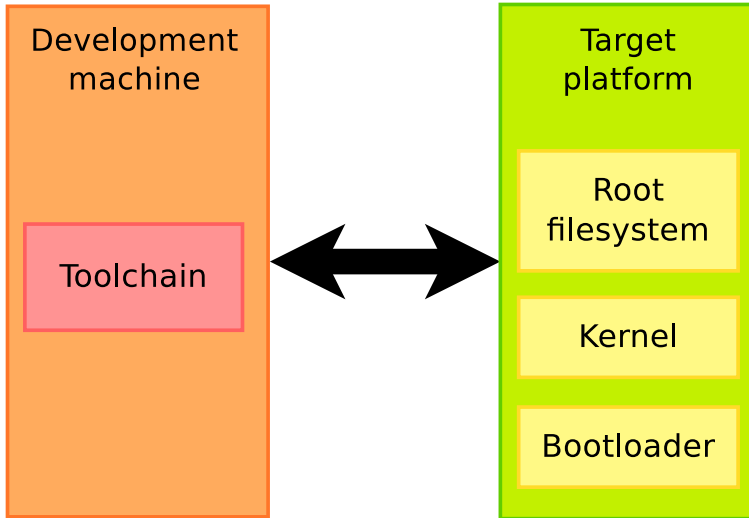 Development
machine
Toolchain
Target
platform
Root
filesystem
Kernel
Bootloader